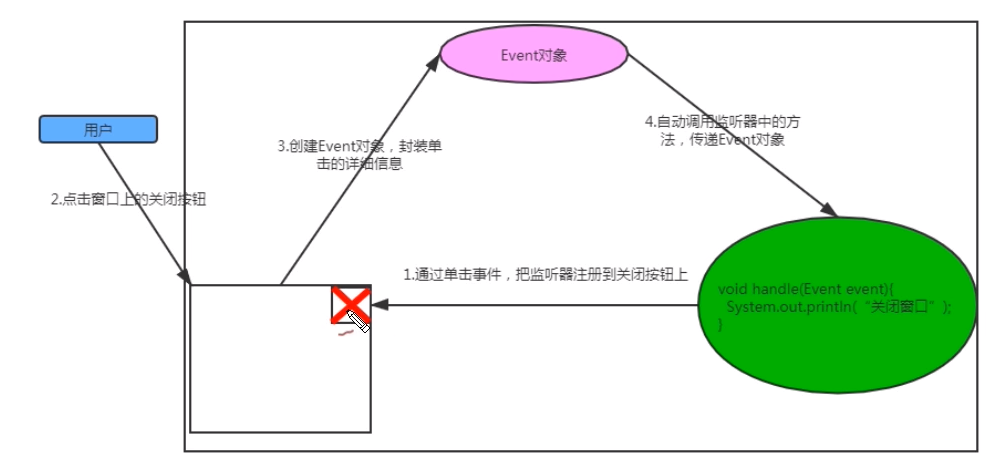 Event对象
用户
3.创建Event对象，封装单
击的详细信息
4.自动调用监听器中的方
法，传递Event对象
2.点击窗口上的关闭按钮
1.通过单击事件，把监听器注册到关闭按钮上
void handle(Event event){
System.out.println( “关闭窗口” );
}